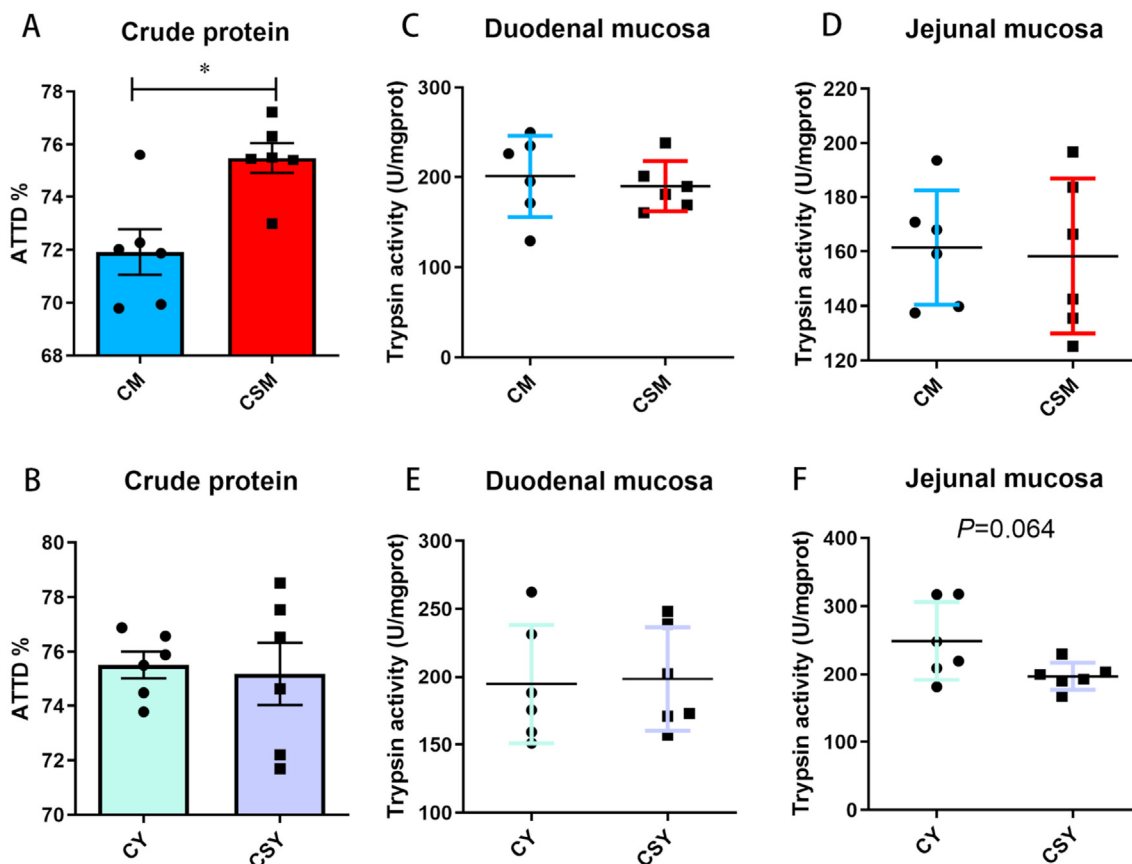 A
Crude protein
*
ATTD %
78
76
74
72
70
68
CM
CSM
C
Duodenal mucosa
Trypsin activity (U/mgprot)
300
200
100
0
CM
CSM
D
Jejunal mucosa
Trypsin activity (U/mgprot)
220
200
180
160
140
120
CM
CSM
B
Crude protein
ATTD %
80
78
76
74
72
70
CY
CSY
E
Duodenal mucosa
Trypsin activity (U/mgprot)
300
250
200
150
100
CY
CSY
F
Jejunal mucosa
P=0.064
Trypsin activity (U/mgprot)
400
300
200
100
0
CY
CSY